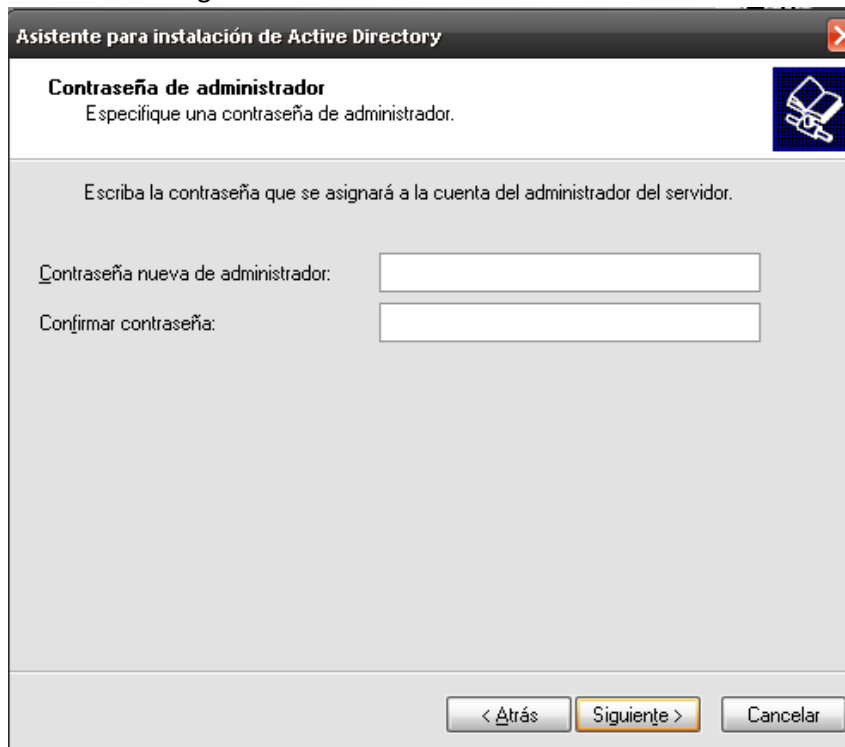 Asistente para instalación de Active Directory
Contraseña de administrador
Especifique una contraseña de administrador.
Escriba la contraseña que se asignará a la cuenta del administrador del servidor.
Contraseña nueva de administrador:
Confirmar contraseña:
< Atrás Siguiente > Cancelar